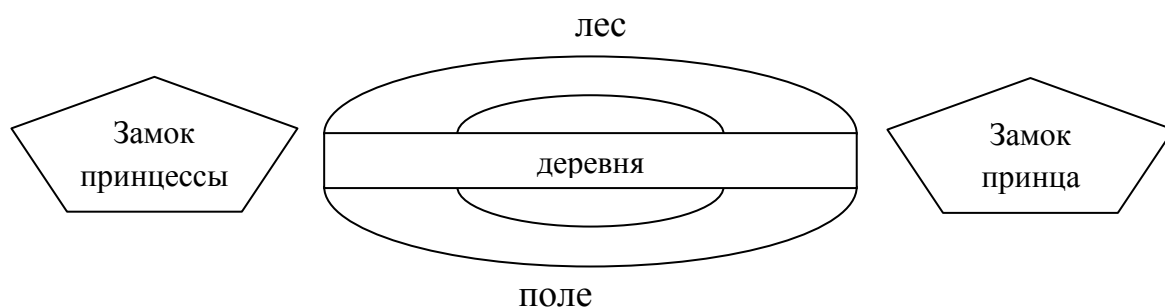 лес
Замок
принцессы
деревня
Замок
принца
поле